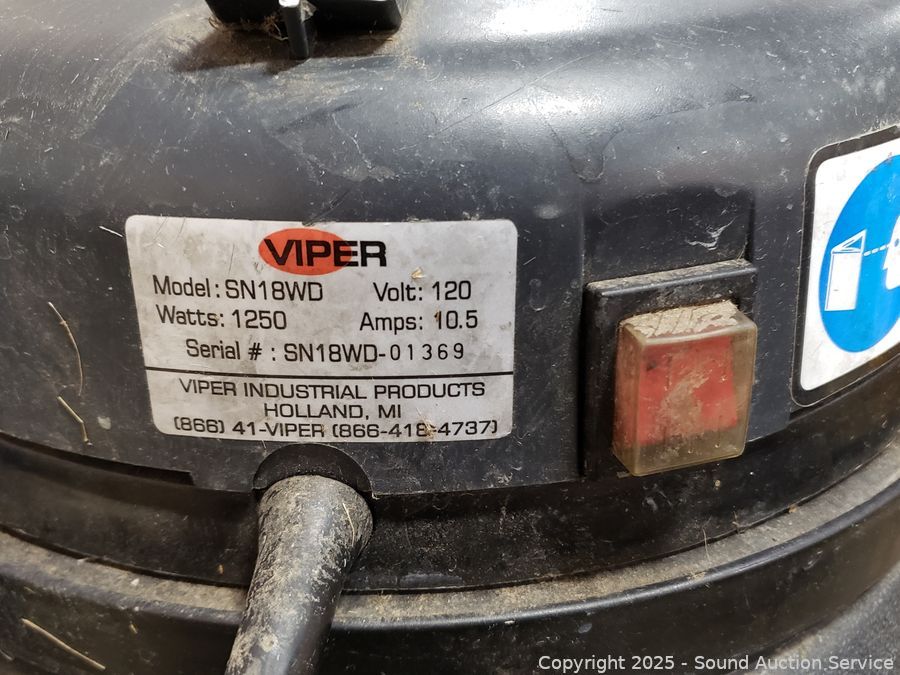 VIPER
Model: SN18WD Volt: 120
Watts: 1250 Amps: 10.5
Serial #: SN18WD-01369
VIPER INDUSTRIAL PRODUCTS
HOLLAND, MI
(866) 41-VIPER (866-418-4737)
Copyright 2025 - Sound Auction Service